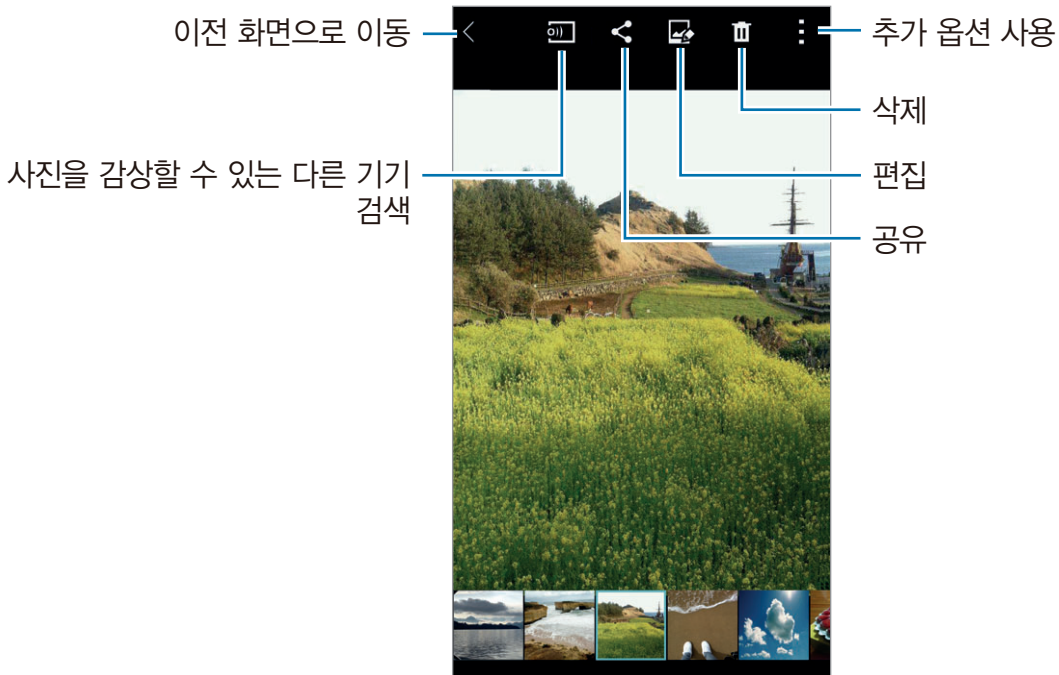 이전 화면으로 이동
추가 옵션 사용
삭제
사진을 감상할 수 있는 다른 기기
검색
편집
공유